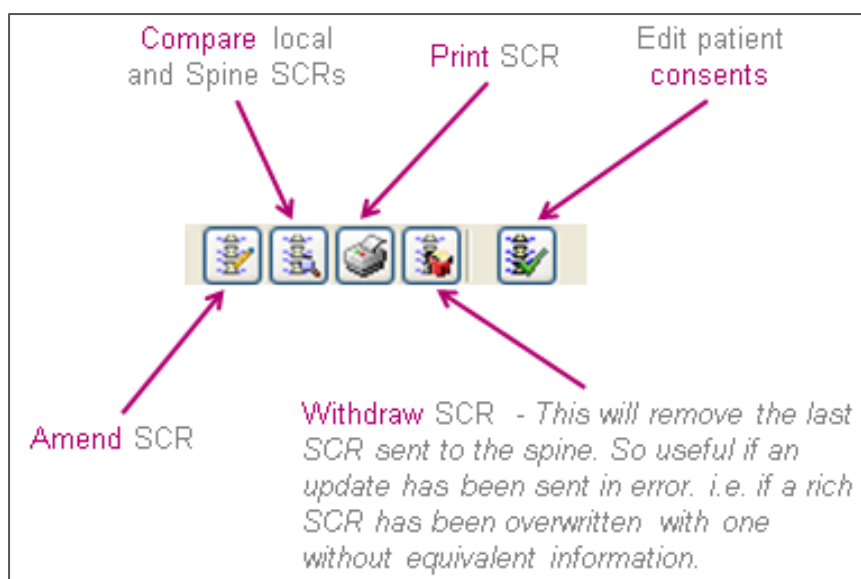 Compare local
and Spine SCRs
Print SCR
Edit patient
consents
Amend SCR
Withdraw SCR - This will remove the last
SCR sent to the spine. So useful if an
update has been sent in error. i.e. if a rich
SCR has been overwritten with one
without equivalent information.